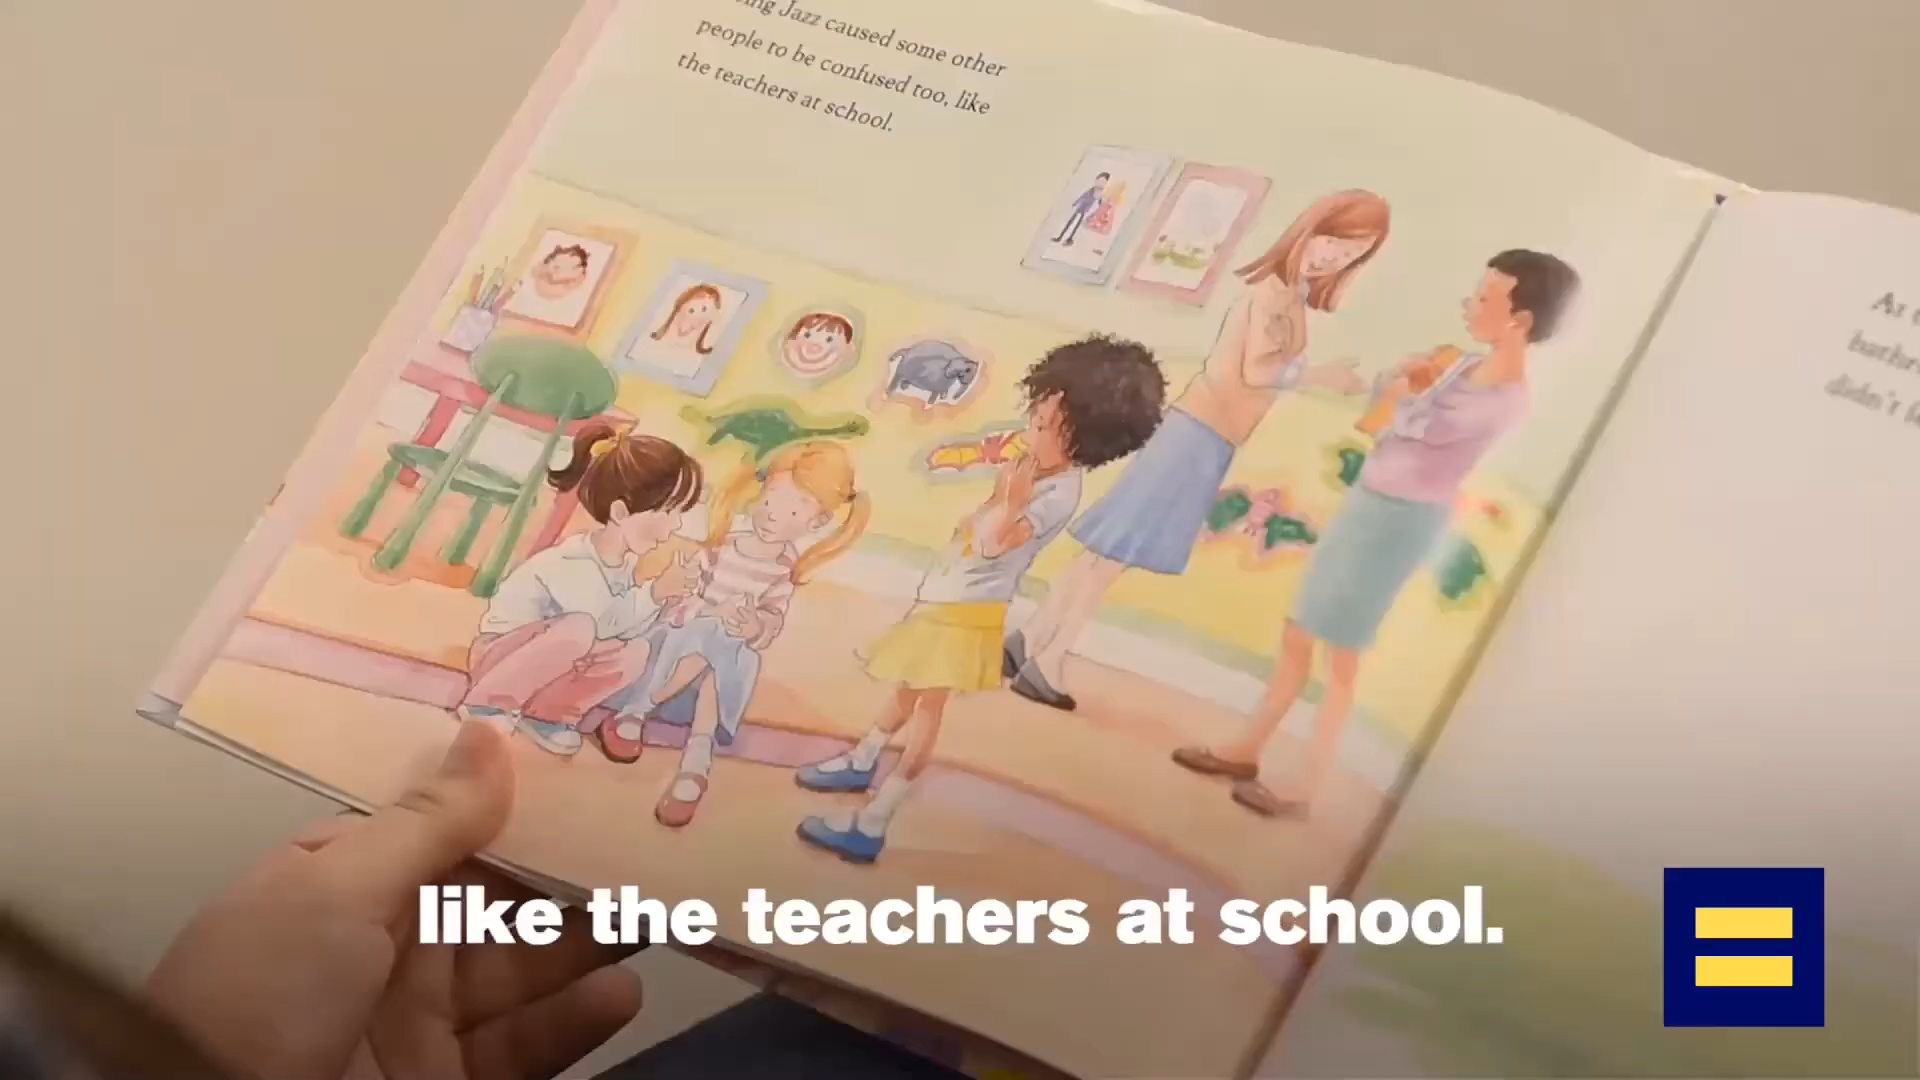 Jazz caused some other
people to be confused too, like
the teachers at school.
didn't
like the teachers at school.